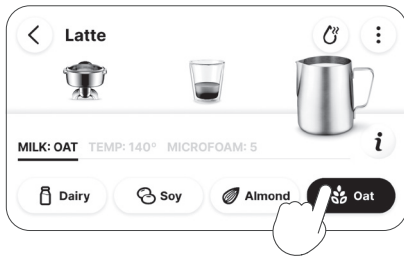 Latte
MILK: OAT TEMP: 140° MICROFOAM: 5
Dairy Soy Almond Oat